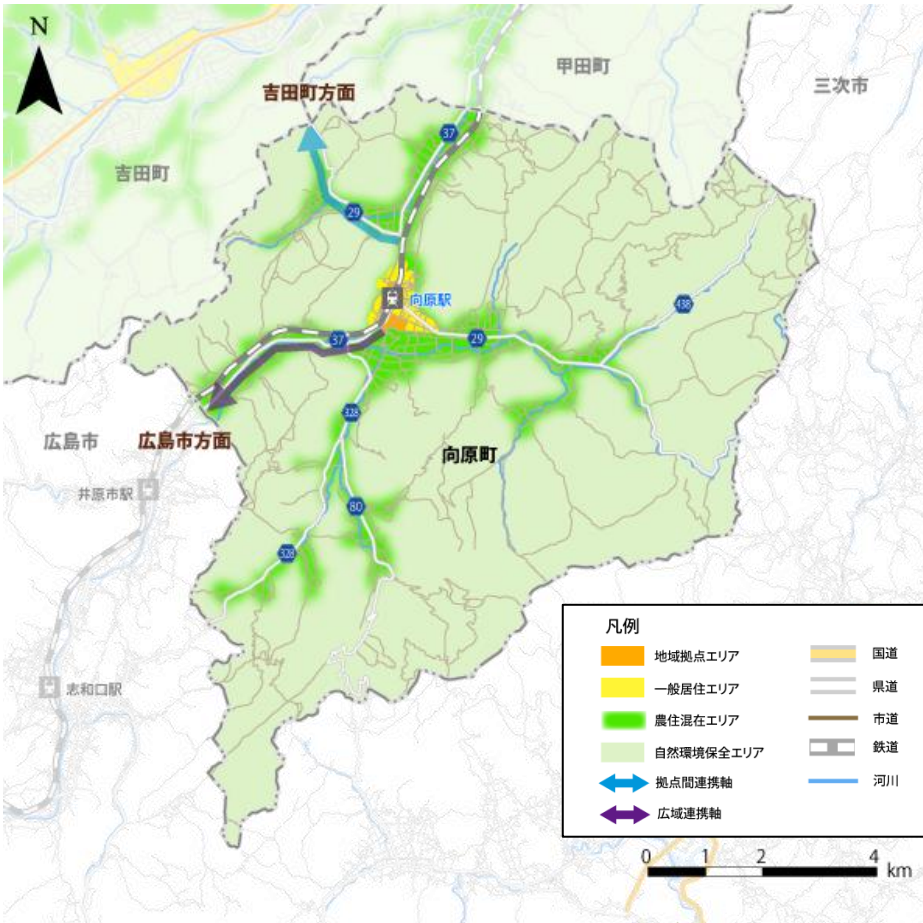 N
甲田町
三次市
吉田町方面
37
吉田町
29
向原駅
438
37
29
328
広島市
広島市方面
向原町
井原市駅
80
328
志和口駅
凡例
地域拠点エリア
一般居住エリア
農住混在エリア
自然環境保全エリア
拠点間連携軸
広域連携軸
国道
県道
市道
鉄道
河川
0 1 2 4
km